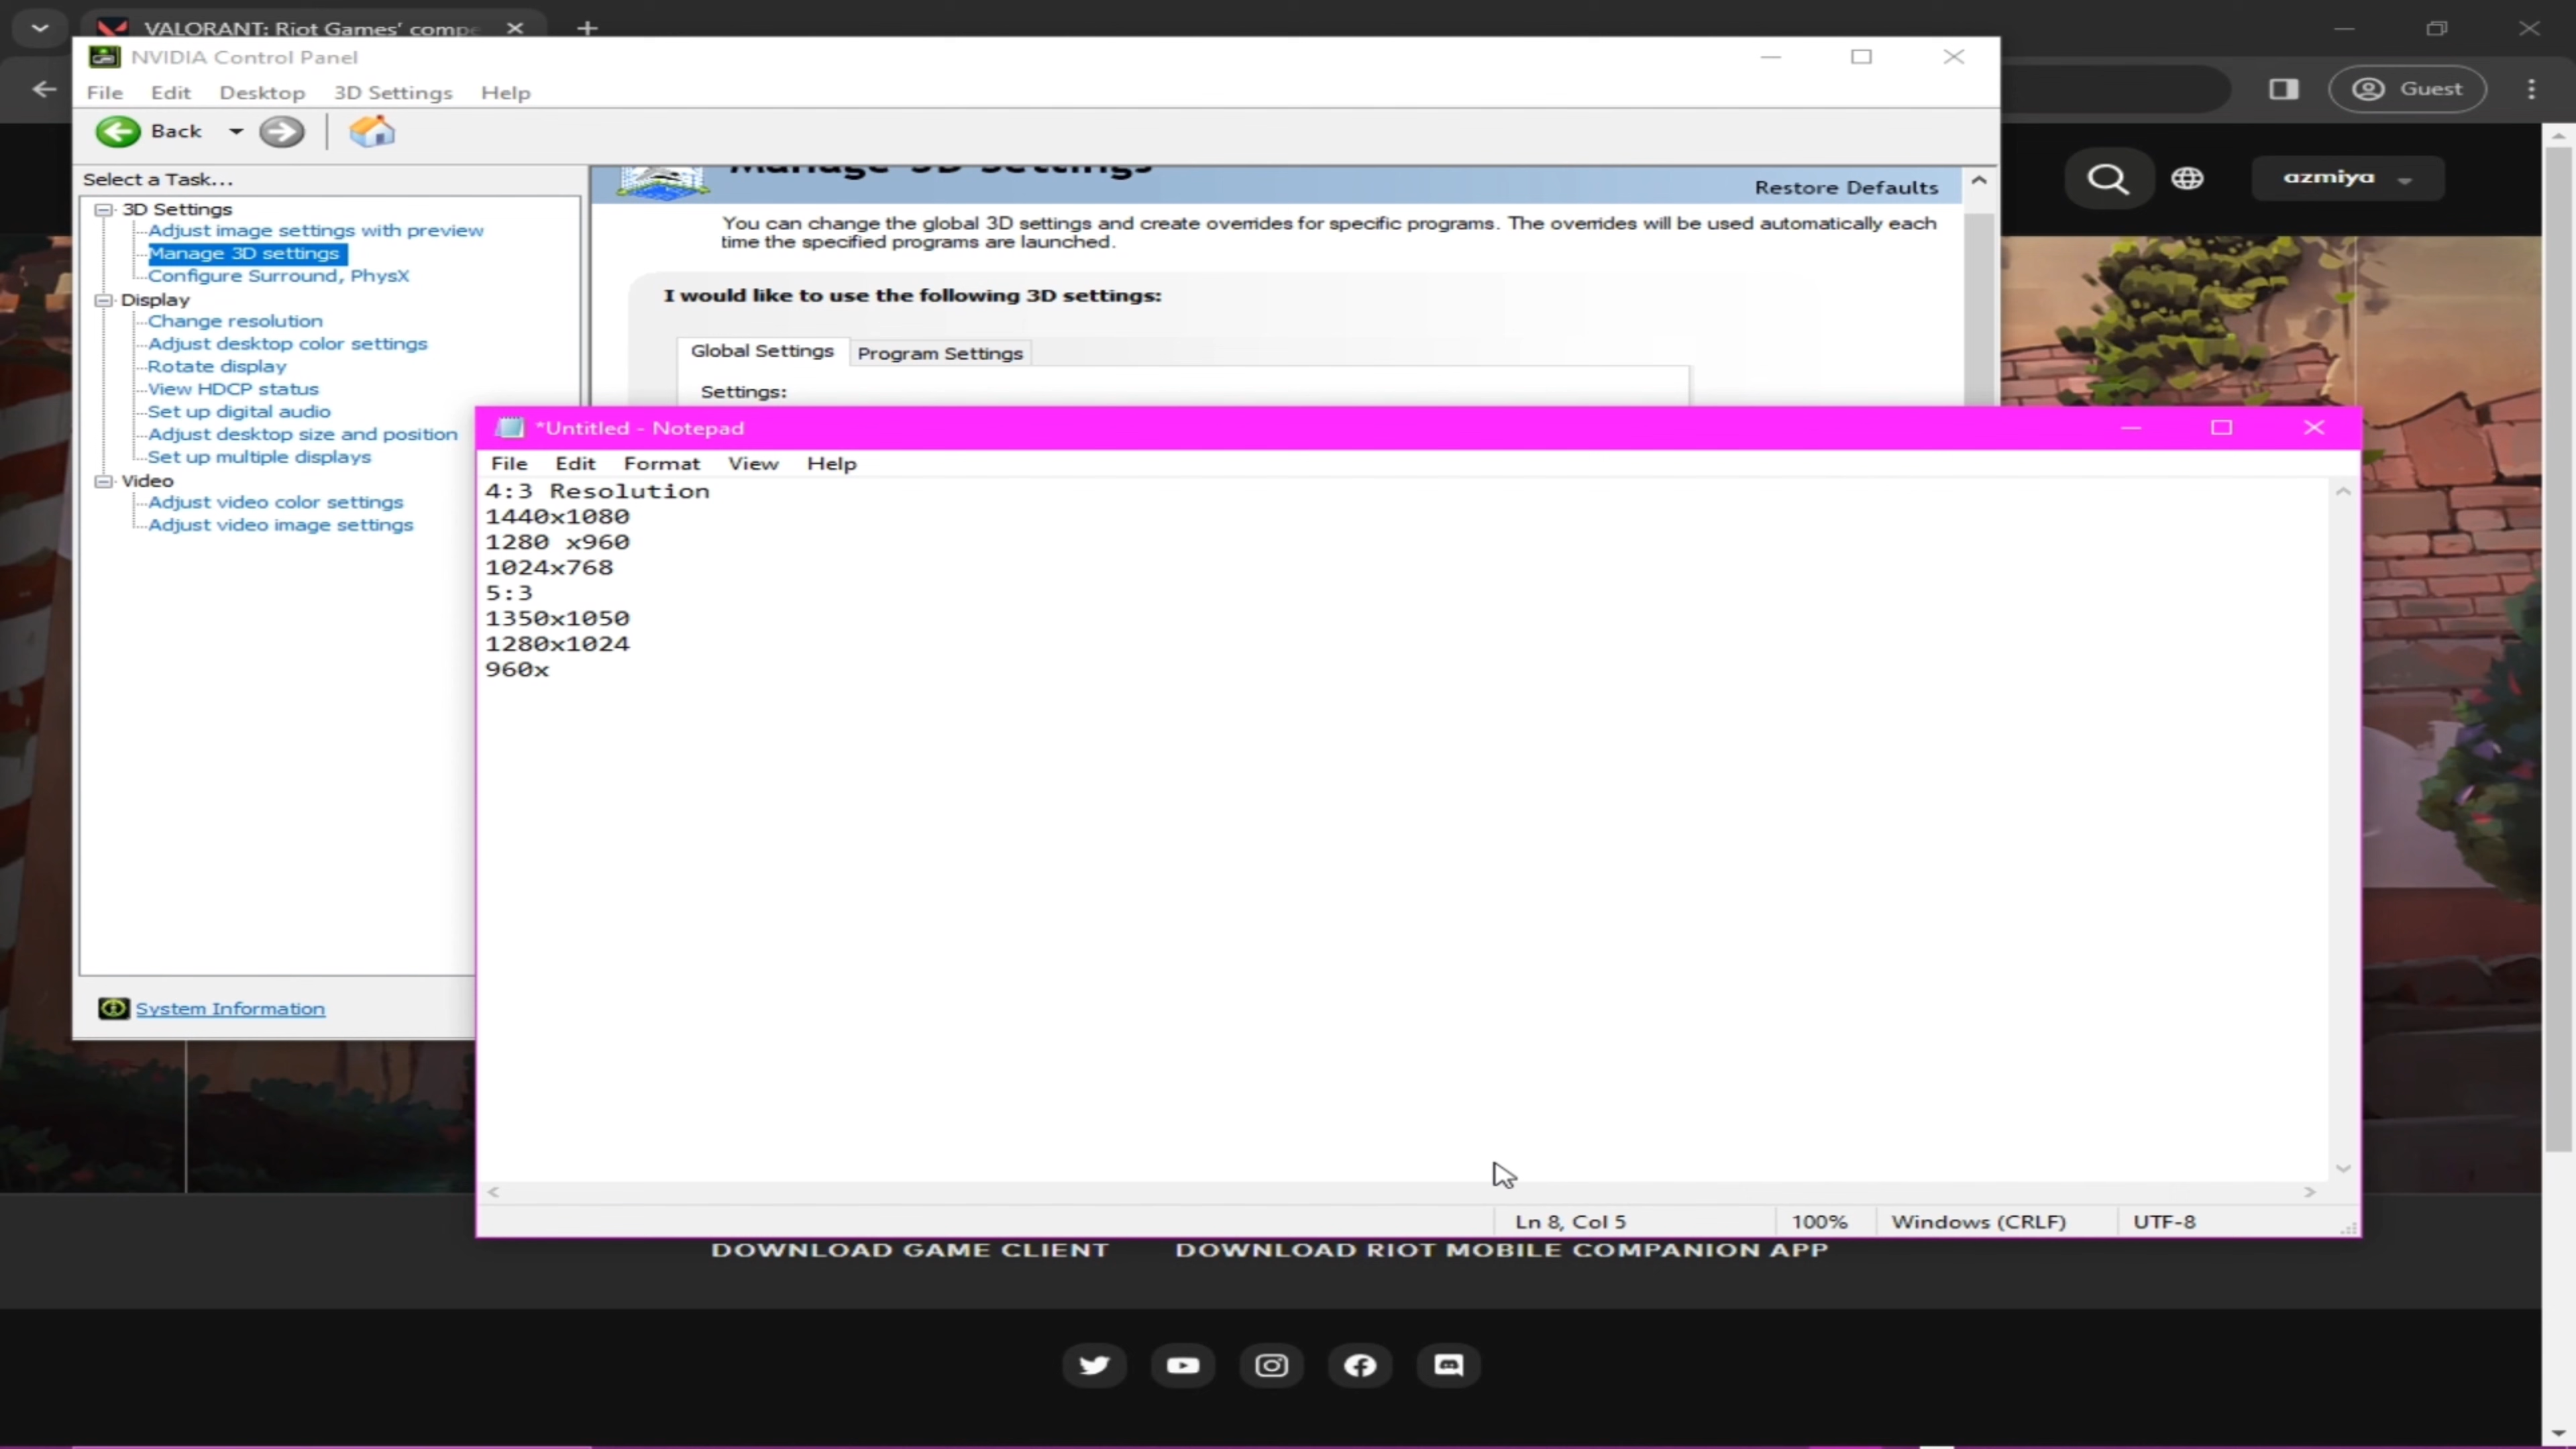 VALORANT: Riot Games' compe
NVIDIA Control Panel
File Edit Desktop 3D Settings Help
Guest
Back
azmiya
Select a Task...
3D Settings
Adjust image settings with preview
Manage 3D settings
Configure Surround, PhysX
Display
Change resolution
Adjust desktop color settings
Rotate display
View HDCP status
Set up digital audio
Adjust desktop size and position
Set up multiple displays
Video
Adjust video color settings
Adjust video image settings
System Information
Manage 3D Settings
Restore Defaults
You can change the global 3D settings and create overrides for specific programs. The overrides will be used automatically each
time the specified programs are launched.
I would like to use the following 3D settings:
Global Settings Program Settings
Settings:
*Untitled - Notepad
File Edit Format View Help
4:3 Resolution
1440x1080
1280 x960
1024x768
5:3
1350x1050
1280x1024
960x
Ln 8, Col 5 100% Windows (CRLF) UTF-8
DOWNLOAD GAME CLIENT DOWNLOAD RIOT MOBILE COMPANION APP